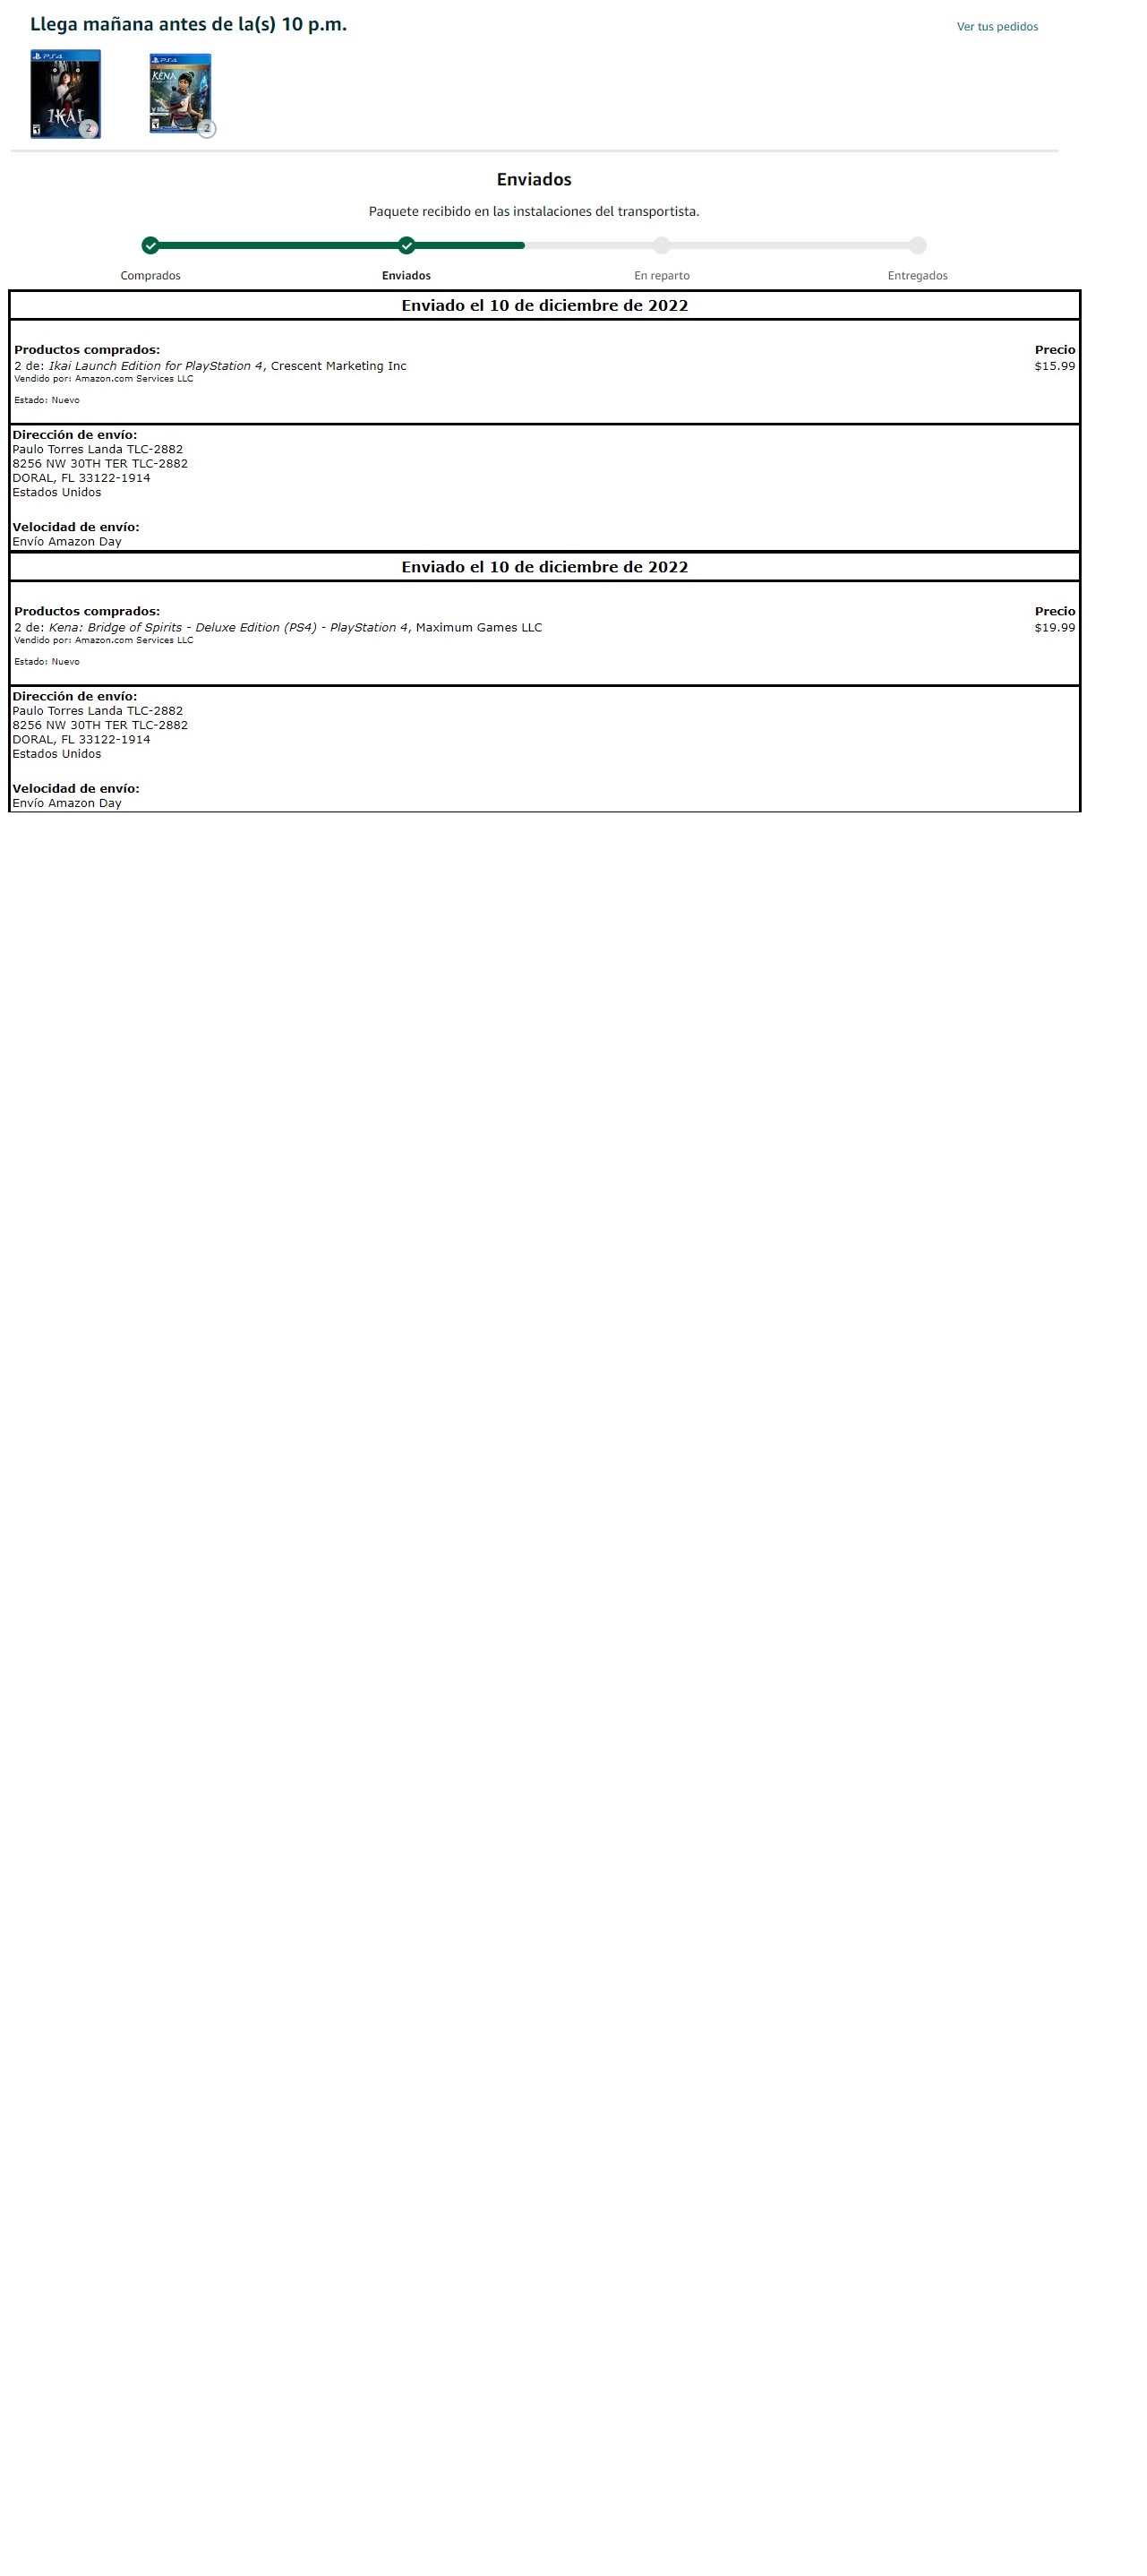 Llega mañana antes de la(s) 10 p.m.
Ver tus pedidos
PS4
IKAI
2
PS4
KENA
2
Enviados
Paquete recibido en las instalaciones del transportista.
Comprados
Enviados
En reparto
Entregados
Enviado el 10 de diciembre de 2022
Productos comprados: Precio
2 de: Ikai Launch Edition for PlayStation 4, Crescent Marketing Inc $15.99
Vendido por: Amazon.com Services LLC
Estado: Nuevo
Dirección de envío:
Paulo Torres Landa TLC-2882
8256 NW 30TH TER TLC-2882
DORAL, FL 33122-1914
Estados Unidos
Velocidad de envío:
Envío Amazon Day
Enviado el 10 de diciembre de 2022
Productos comprados: Precio
2 de: Kena: Bridge of Spirits - Deluxe Edition (PS4) - PlayStation 4, Maximum Games LLC $19.99
Vendido por: Amazon.com Services LLC
Estado: Nuevo
Dirección de envío:
Paulo Torres Landa TLC-2882
8256 NW 30TH TER TLC-2882
DORAL, FL 33122-1914
Estados Unidos
Velocidad de envío:
Envío Amazon Day